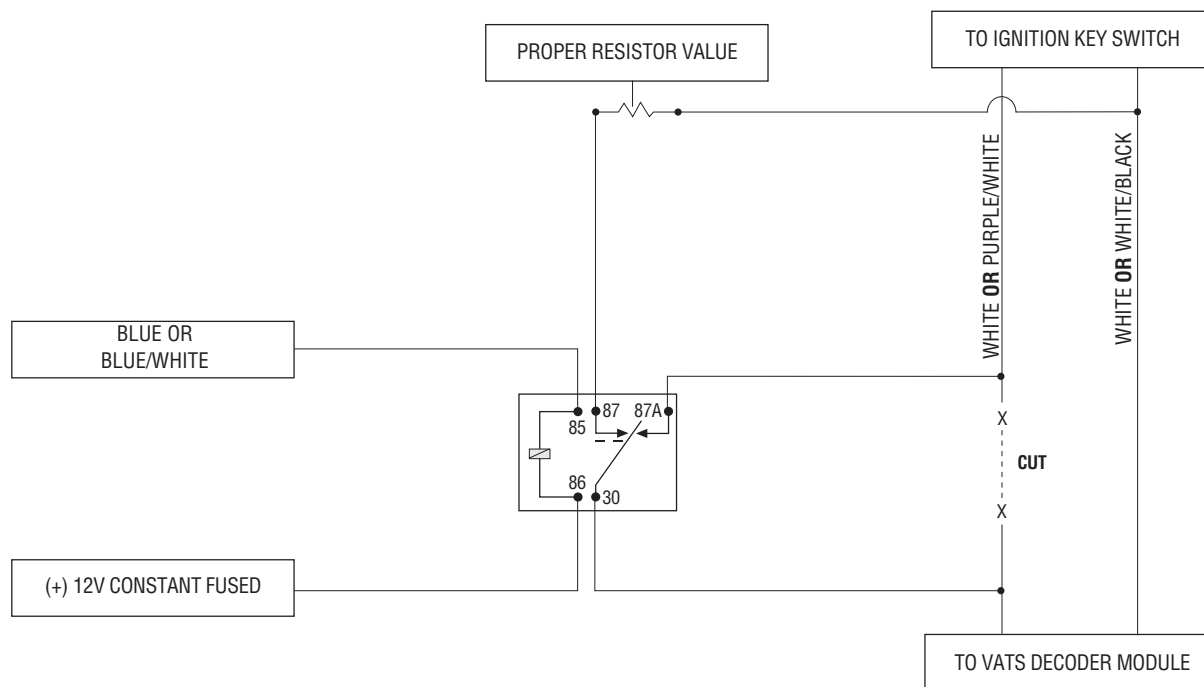 PROPER RESISTOR VALUE
TO IGNITION KEY SWITCH
WHITE OR PURPLE/WHITE
WHITE OR WHITE/BLACK
BLUE OR
BLUE/WHITE
87
87A
85
X
CUT
86
30
X
(+) 12V CONSTANT FUSED
TO VATS DECODER MODULE